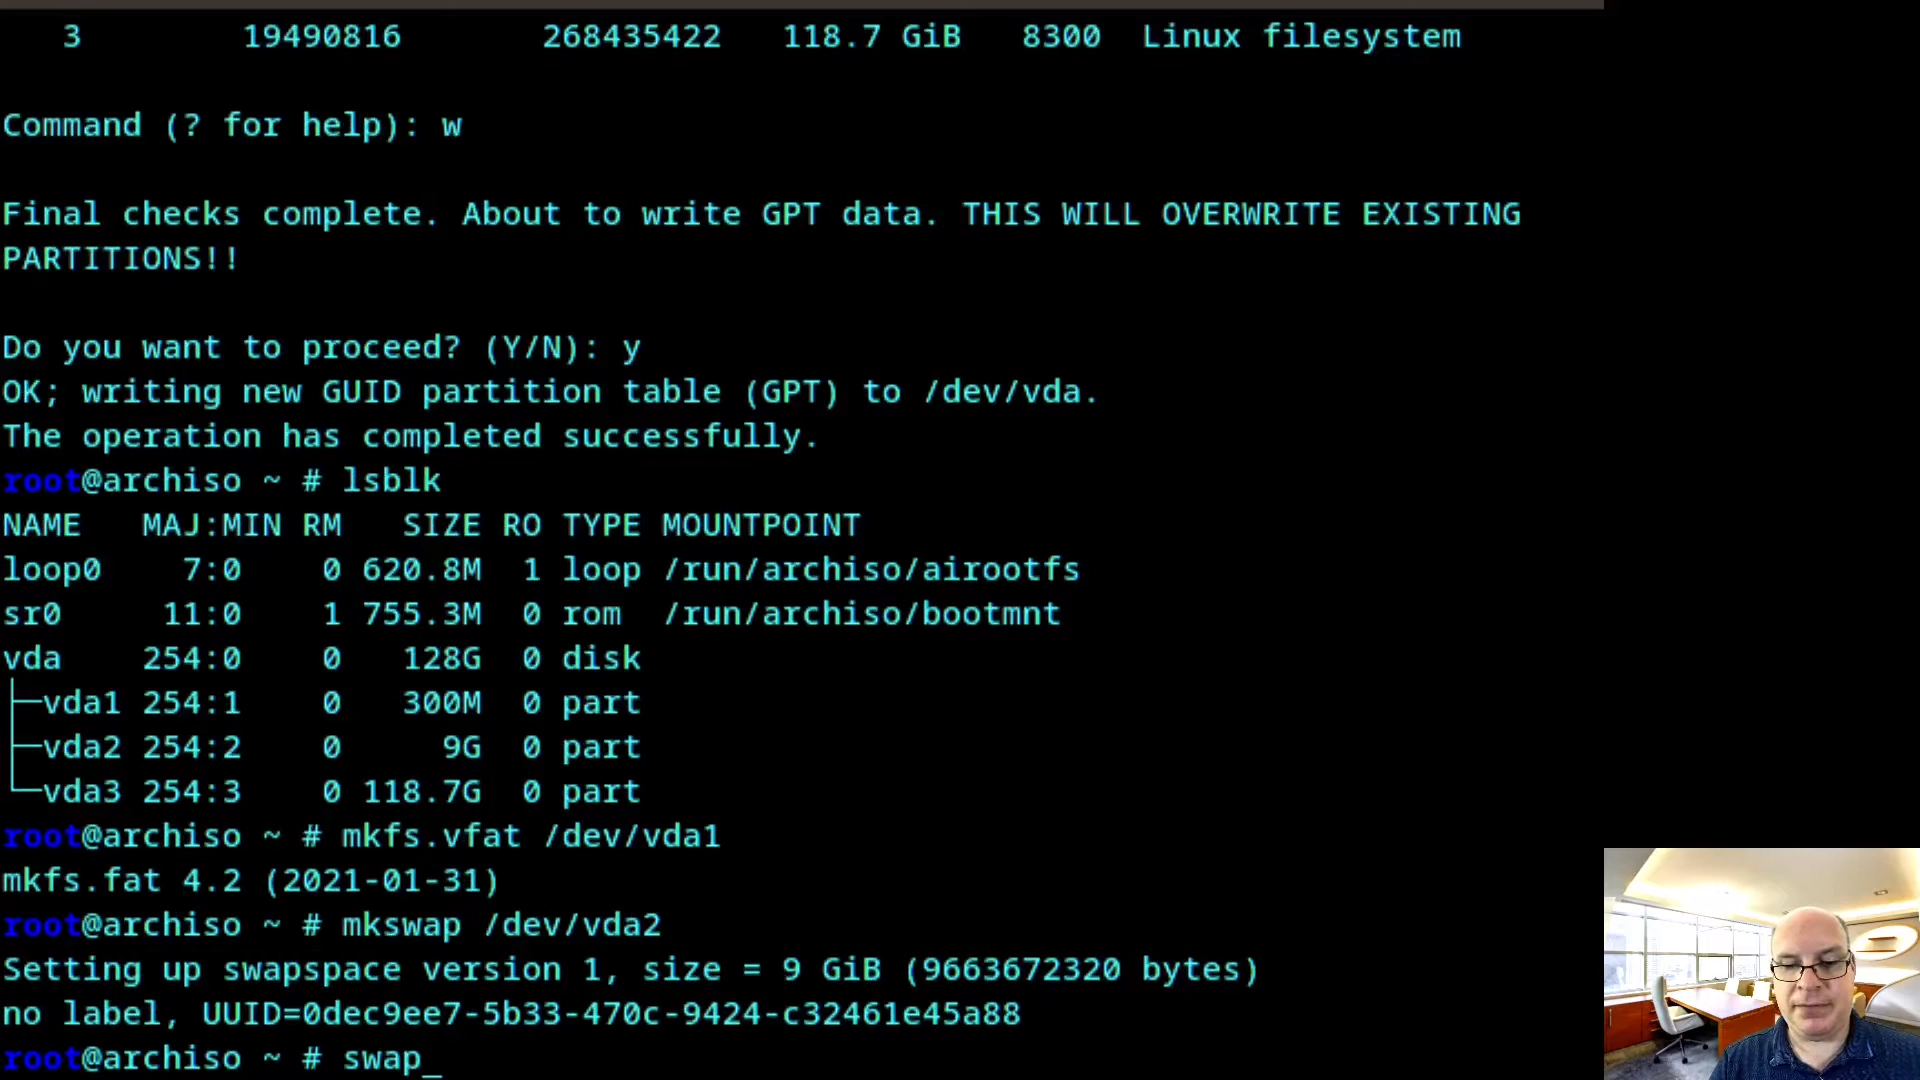 3 19490816 268435422 118.7 GiB 8300 Linux filesystem
Command (? for help): w
Final checks complete. About to write GPT data. THIS WILL OVERWRITE EXISTING
PARTITIONS!!
Do you want to proceed? (Y/N): y
OK; writing new GUID partition table (GPT) to /dev/vda.
The operation has completed successfully.
root@archiso ~ # lsblk
NAME MAJ:MIN RM SIZE RO TYPE MOUNTPOINT
loop0 7:0 0 620.8M 1 loop /run/archiso/airootfs
sr0 11:0 1 755.3M 0 rom /run/archiso/bootmnt
vda 254:0 0 128G 0 disk
├─vda1 254:1 0 300M 0 part
├─vda2 254:2 0 9G 0 part
└─vda3 254:3 0 118.7G 0 part
root@archiso ~ # mkfs.vfat /dev/vda1
mkfs.fat 4.2 (2021-01-31)
root@archiso ~ # mkswap /dev/vda2
Setting up swapspace version 1, size = 9 GiB (9663672320 bytes)
no label, UUID=0dec9ee7-5b33-470c-9424-c32461e45a88
root@archiso ~ # swap_